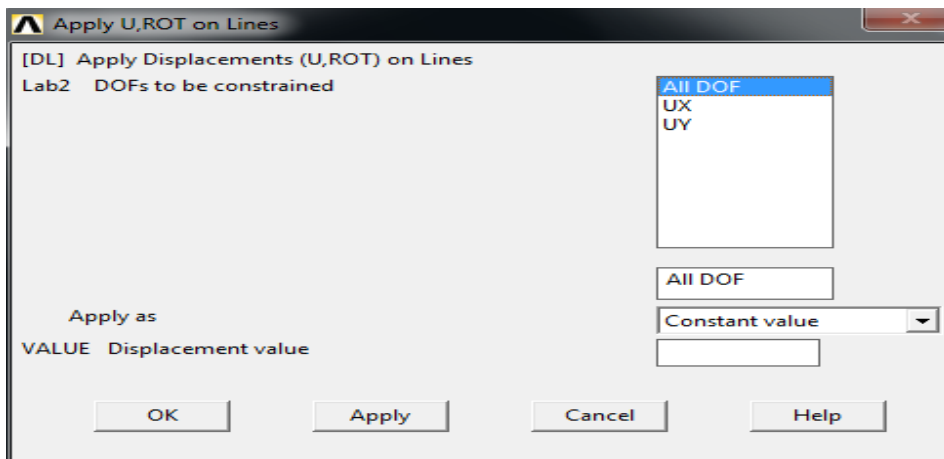 Apply U,ROT on Lines
[DL] Apply Displacements (U,ROT) on Lines
Lab2 DOFs to be constrained
All DOF
UX
UY
All DOF
Apply as
Constant value
VALUE Displacement value
OK Apply Cancel Help